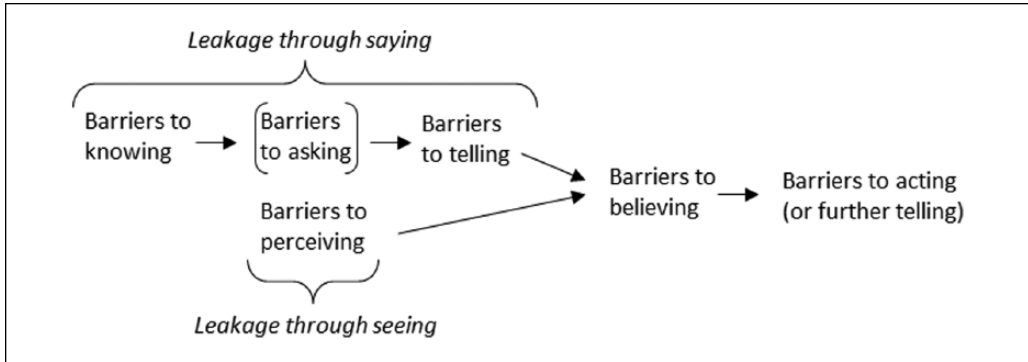 Leakage through saying
Barriers to
knowing
Barriers
to asking
Barriers
to telling
Barriers to
perceiving
Barriers to
believing
Barriers to acting
(or further telling)
Leakage through seeing